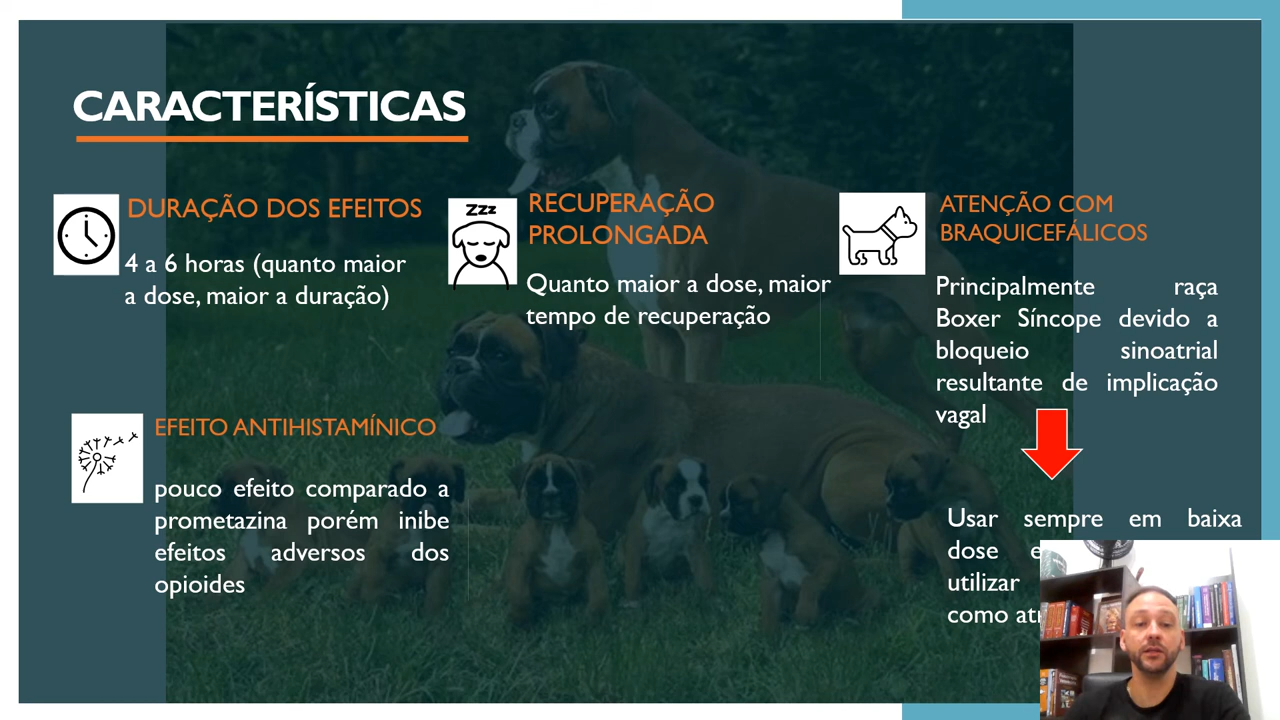 CARACTERÍSTICAS
DURAÇÃO DOS EFEITOS
4 a 6 horas (quanto maior
a dose, maior a duração)
Zzz
RECUPERAÇÃO
PROLONGADA
Quanto maior a dose, maior
tempo de recuperação
ATENÇÃO COM
BRAQUICEFÁLICOS
Principalmente raça
Boxer Síncope devido a
bloqueio sinoatrial
resultante de implicação
vagal
EFEITO ANTIHISTAMÍNICO
pouco efeito comparado a
prometazina porém inibe
efeitos adversos dos
opioides
Usar sempre em baixa
dose
utilizar
como